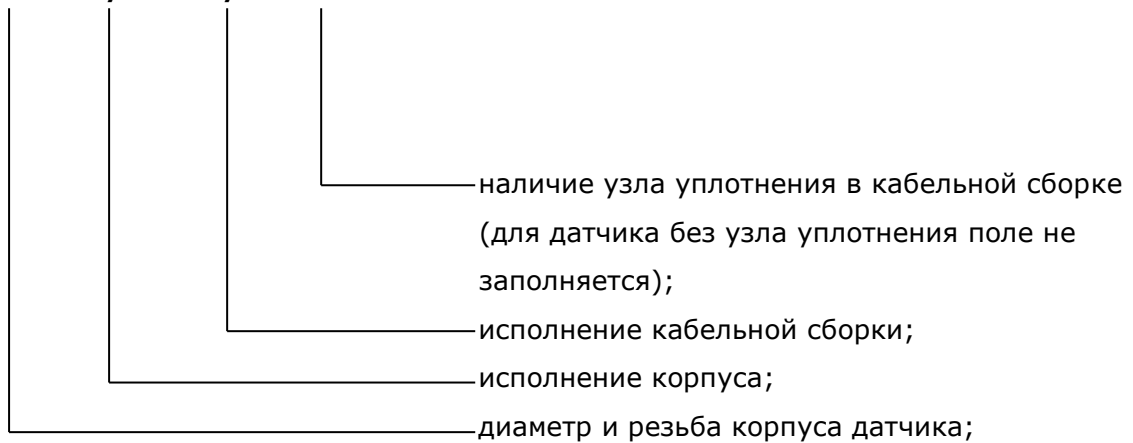 наличие узла уплотнения в кабельной сборке
(для датчика без узла уплотнения поле не
заполняется);
исполнение кабельной сборки;
исполнение корпуса;
диаметр и резьба корпуса датчика;